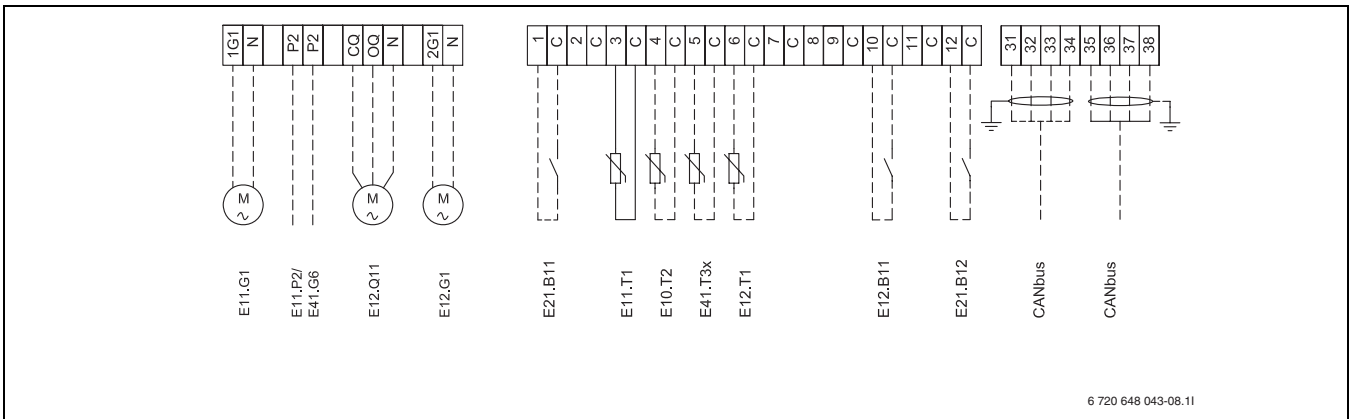 1G1 N P2 P2 CQ OQ N 2G1 N 1 C 2 C 3 C 4 C 5 C 6 C 7 C 8 C 9 C 10 C 11 C 12 C 31 32 33 34 35 36 37 38
M M M
E11.G1
E11.P2/
E41.G6
E12.Q11
E12.G1
E21.B11
E11.T1
E10.T2
E41.T3x
E12.T1
E12.B11
E21.B12
CANbus
CANbus
6 720 648 043-08.1I